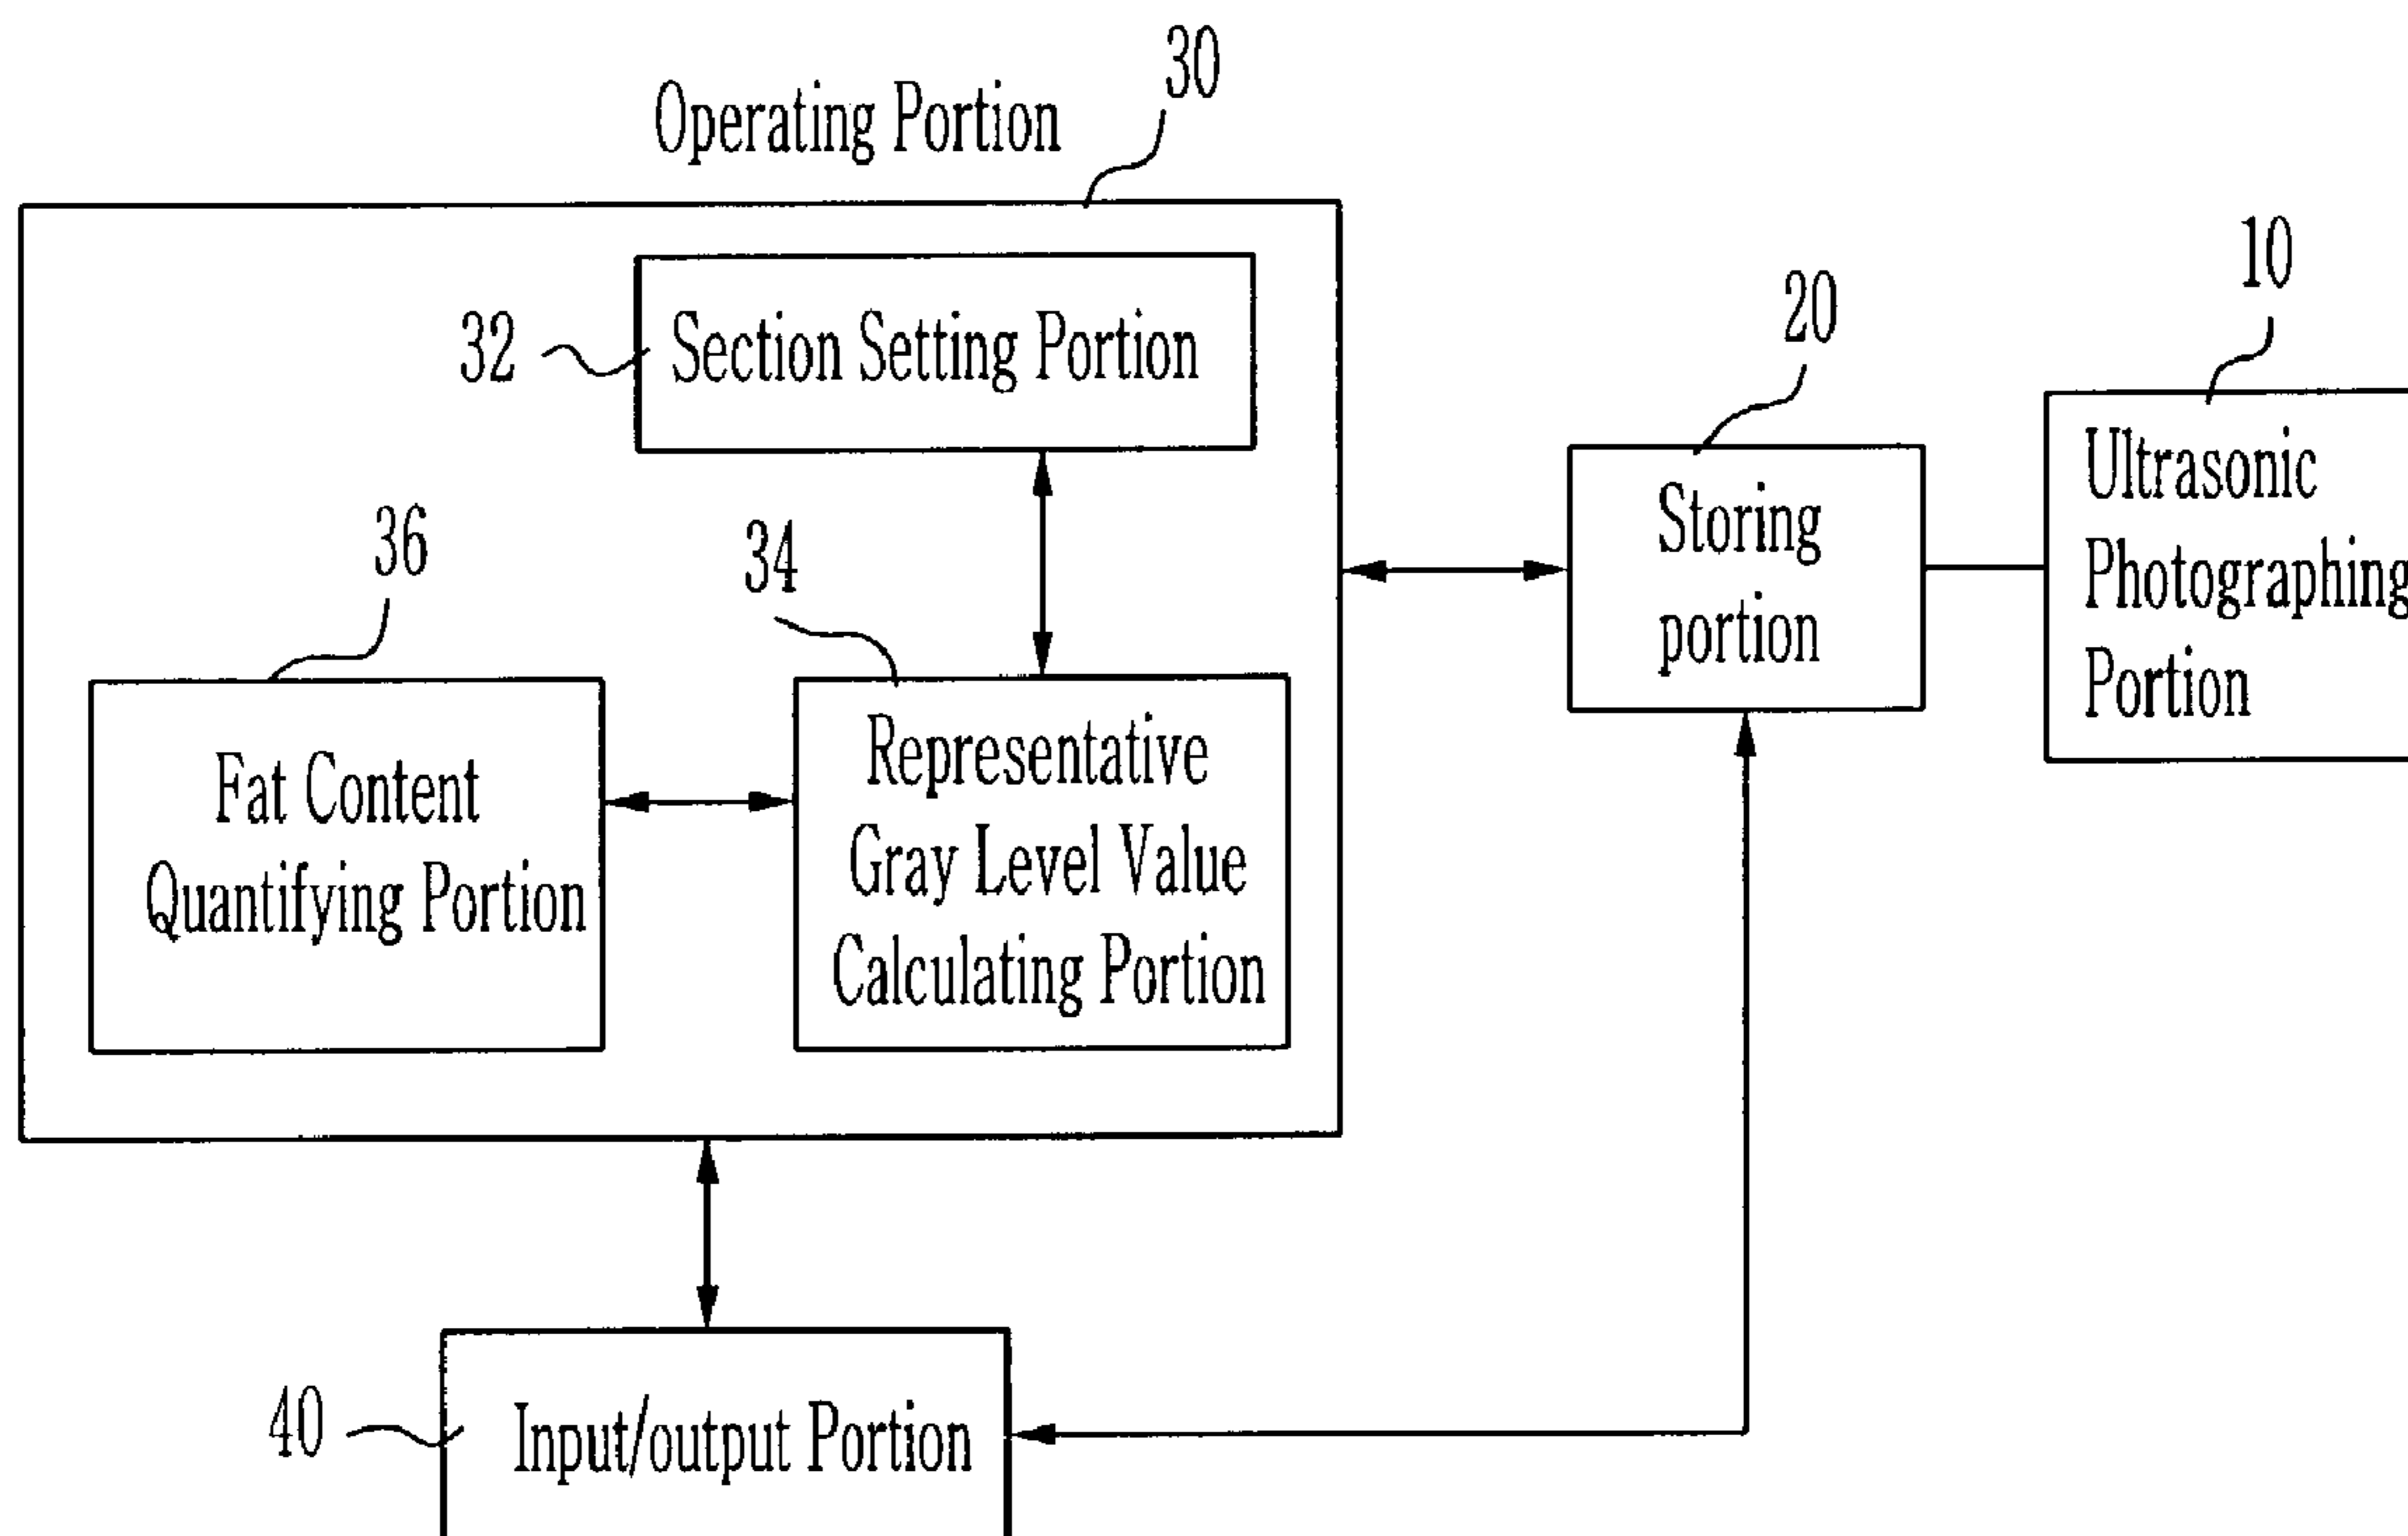 30
Operating Portion
10
20
32
Section Setting Portion
Ultrasonic
Photographing
Portion
Storing
portion
36
34
Fat Content
Quantifying Portion
Representative
Gray Level Value
Calculating Portion
40
Input/output Portion